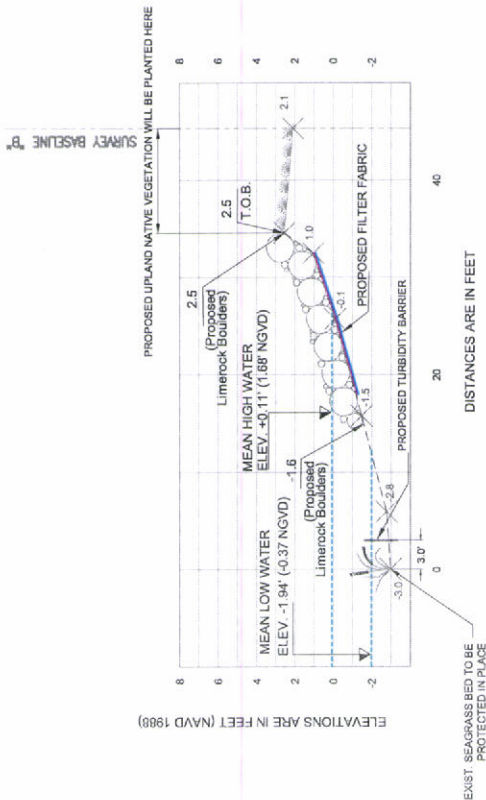 SURVEY BASELINE "B"
PROPOSED UPLAND NATIVE VEGETATION WILL BE PLANTED HERE
2.5
T.O.B.
2.5
(Proposed
Limerock Boulders)
2.1
1.0
MEAN HIGH WATER
ELEV. +0.11' (1.68' NGVD)
-0.1
PROPOSED FILTER FABRIC
-1.6
(Proposed
Limerock Boulders)
-1.5
MEAN LOW WATER
ELEV. -1.94' (-0.37 NGVD)
PROPOSED TURBIDITY BARRIER
-2.8
-3.0
3.0'
EXIST. SEAGRASS BED TO BE
PROTECTED IN PLACE
ELEVATIONS ARE IN FEET (NAVD 1988)
8
6
4
2
0
-2
8
6
4
2
0
-2
0
20
40
DISTANCES ARE IN FEET